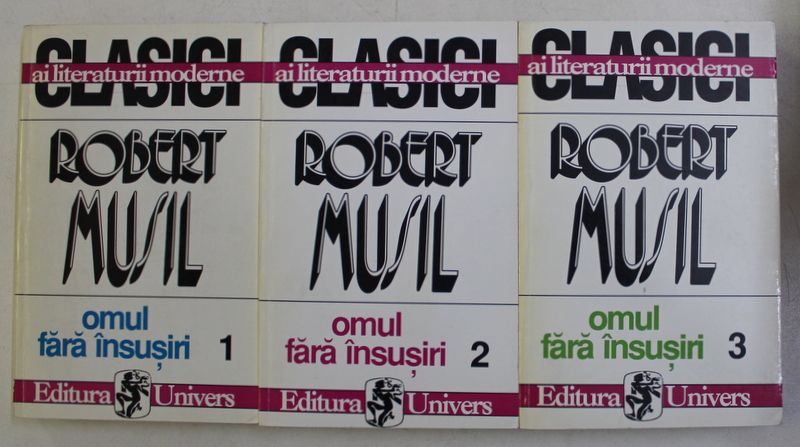 CLASICI
ai literaturii moderne
ROBERT
MUSIL
omul
fără însușiri 1
Editura Univers
CLASICI
ai literaturii moderne
ROBERT
MUSIL
omul
fără însușiri 2
Editura Univers
CLASICI
ai literaturii moderne
ROBERT
MUSIL
omul
fără însușiri 3
Editura Univers